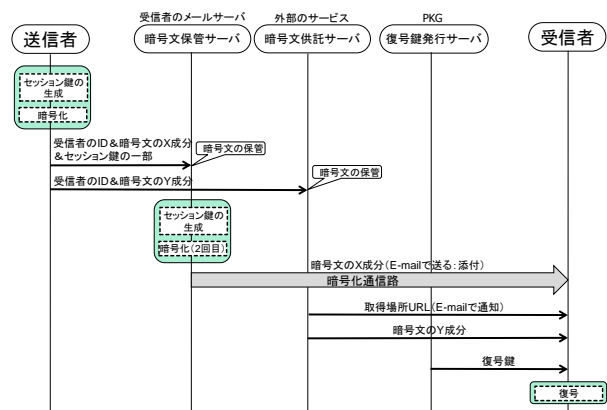 受信者のメールサーバ
外部のサービス
PKG
送信者
暗号文保管サーバ
暗号文供託サーバ
復号鍵発行サーバ
受信者
セッション鍵の
生成
暗号化
受信者のID&暗号文のX成分
&セッション鍵の一部
暗号文の保管
受信者のID&暗号文のY成分
暗号文の保管
セッション鍵の
生成
暗号化(2回目)
暗号文のX成分(E-mailで送る:添付)
暗号化通信路
取得場所URL(E-mailで通知)
暗号文のY成分
復号鍵
復号